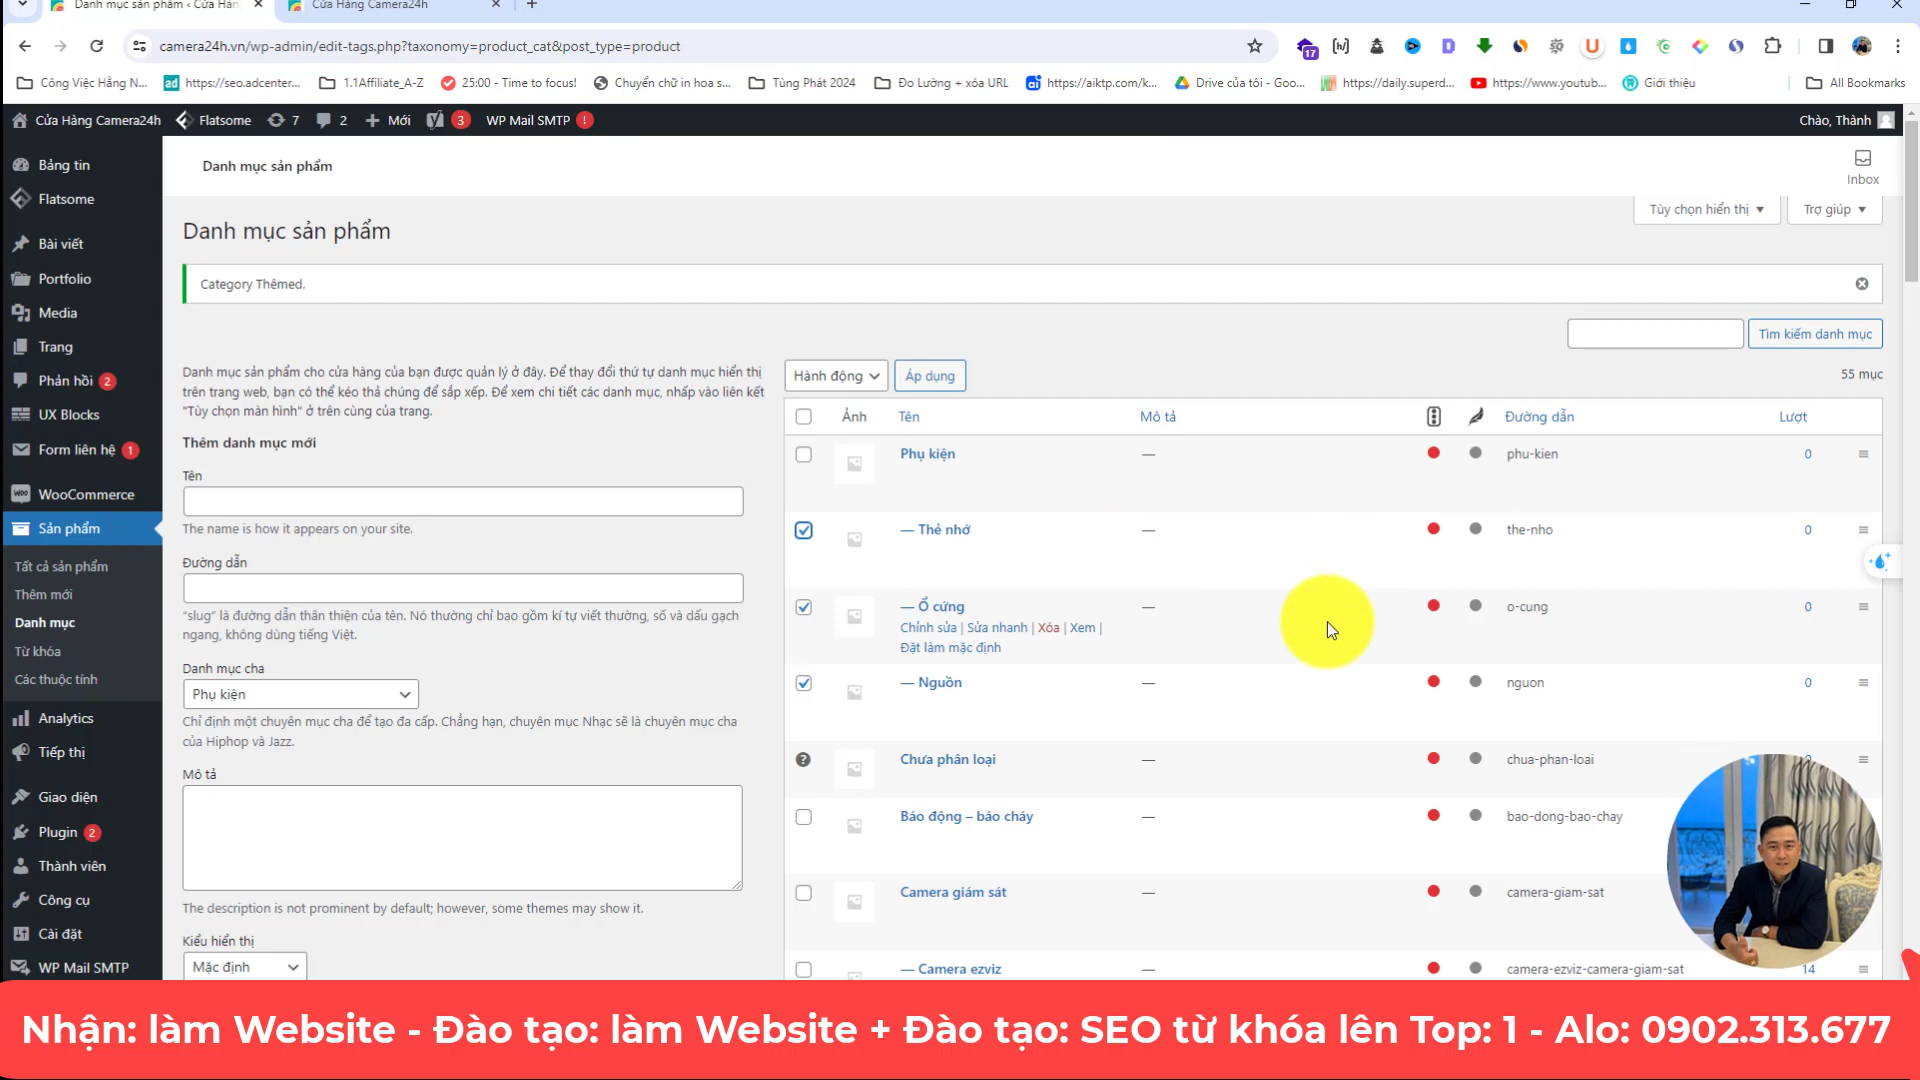 Danh mục sản phẩm ‹ Cửa Hàn
Cửa Hàng Camera24h
camera24h.vn/wp-admin/edit-tags.php?taxonomy=product_cat&post_type=product
17
Công Việc Hằng N...
https://seo.adcenter...
1.1Affiliate_A-Z
25:00 - Time to focus!
Chuyển chữ in hoa s...
Tùng Phát 2024
Đo Lường + xóa URL
https://aiktp.com/k...
Drive của tôi - Goo...
https://daily.superd...
https://www.youtub...
Giới thiệu
All Bookmarks
Cửa Hàng Camera24h
Flatsome
7
2
Mới
3
WP Mail SMTP
!
Chào, Thành
Bảng tin
Flatsome
Bài viết
Portfolio
Media
Trang
Phản hồi 2
UX Blocks
Form liên hệ 1
WooCommerce
Sản phẩm
Tất cả sản phẩm
Thêm mới
Danh mục
Từ khóa
Các thuộc tính
Analytics
Tiếp thị
Giao diện
Plugin 2
Thành viên
Công cụ
Cài đặt
WP Mail SMTP
Danh mục sản phẩm
Inbox
Tùy chọn hiển thị
Trợ giúp
Danh mục sản phẩm
Category Thêmed.
Tìm kiếm danh mục
Danh mục sản phẩm cho cửa hàng của bạn được quản lý ở đây. Để thay đổi thứ tự danh mục hiển thị
trên trang web, bạn có thể kéo thả chúng để sắp xếp. Để xem chi tiết các danh mục, nhấp vào liên kết
"Tùy chọn màn hình" ở trên cùng của trang.
Thêm danh mục mới
Tên
The name is how it appears on your site.
Đường dẫn
“slug” là đường dẫn thân thiện của tên. Nó thường chỉ bao gồm kí tự viết thường, số và dấu gạch
ngang, không dùng tiếng Việt.
Danh mục cha
Phụ kiện
Chỉ định một chuyên mục cha để tạo đa cấp. Chẳng hạn, chuyên mục Nhạc sẽ là chuyên mục cha
của Hiphop và Jazz.
Mô tả
The description is not prominent by default; however, some themes may show it.
Kiểu hiển thị
Mặc định
Hành động
Áp dụng
55 mục
Ảnh Tên Mô tả Đường dẫn Lượt
Phụ kiện — phu-kien 0
— Thẻ nhớ — the-nho 0
— Ổ cứng — o-cung 0
Chỉnh sửa | Sửa nhanh | Xóa | Xem |
Đặt làm mặc định
— Nguồn — nguon 0
Chưa phân loại — chua-phan-loai
Báo động – báo cháy — bao-dong-bao-chay
Camera giám sát — camera-giam-sat
— Camera ezviz — camera-ezviz-camera-giam-sat 14
Nhận: làm Website - Đào tạo: làm Website + Đào tạo: SEO từ khóa lên Top: 1 - Alo: 0902.313.677